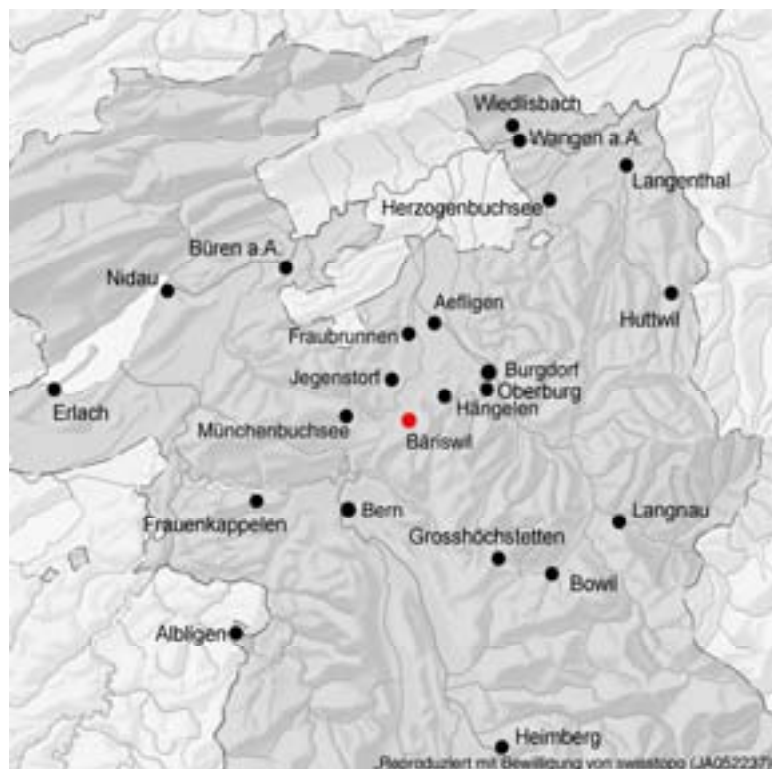 Wiedlisbach
Wangen a.A.
Langenthal
Herzogenbuchsee
Büren a.A.
Nidau
Aefligen
Huttwil
Fraubrunnen
Burgdorf
Jegenstorf
Oberburg
Hängelen
Erlach
Münchenbuchsee
Bäriswil
Bern
Langnau
Frauenkappelen
Grosshöchstetten
Bowil
Albligen
Heimberg
Reproduziert mit Bewilligung von swisstopo (JA052237)